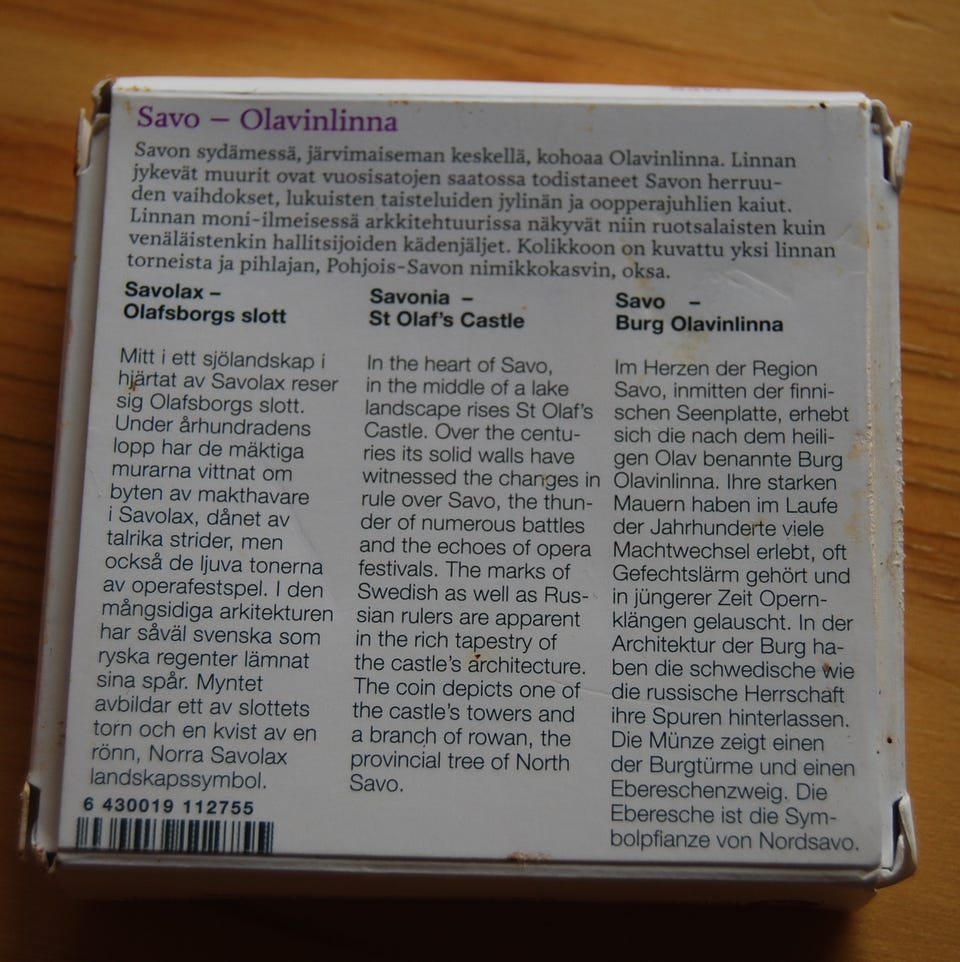 Savo – Olavinlinna
Savon sydämessä, järvimaiseman keskellä, kohoaa Olavinlinna. Linnan
jykevät muurit ovat vuosisatojen saatossa todistaneet Savon herruu-
den vaihdokset, lukuisten taisteluiden jylinän ja oopperajuhlien kaiut.
Linnan moni-ilmeisessä arkkitehtuurissa näkyvät niin ruotsalaisten kuin
venäläistenkin hallitsijoiden kädenjäljet. Kolikkoon on kuvattu yksi linnan
torneista ja pihlajan, Pohjois-Savon nimikkokasvin, oksa.
Savolax –
Olafsborgs slott
Mitt i ett sjölandskap i
hjärtat av Savolax reser
sig Olafsborgs slott.
Under århundradens
lopp har de mäktiga
murarna vittnat om
byten av makthavare
i Savolax, dånet av
talrika strider, men
också de ljuva tonerna
av operafestspel. I den
mångsidiga arkitekturen
har såväl svenska som
ryska regenter lämnat
sina spår. Myntet
avbildar ett av slottets
torn och en kvist av en
rönn, Norra Savolax
landskapssymbol.
6 430019 112755
Savonia –
St Olaf's Castle
In the heart of Savo,
in the middle of a lake
landscape rises St Olaf's
Castle. Over the centu-
ries its solid walls have
witnessed the changes in
rule over Savo, the thun-
der of numerous battles
and the echoes of opera
festivals. The marks of
Swedish as well as Rus-
sian rulers are apparent
in the rich tapestry of
the castle's architecture.
The coin depicts one of
the castle's towers and
a branch of rowan, the
provincial tree of North
Savo.
Savo –
Burg Olavinlinna
Im Herzen der Region
Savo, inmitten der finni-
schen Seenplatte, erhebt
sich die nach dem heili-
gen Olav benannte Burg
Olavinlinna. Ihre starken
Mauern haben im Laufe
der Jahrhunderte viele
Machtwechsel erlebt, oft
Gefechtslärm gehört und
in jüngerer Zeit Opern-
klängen gelauscht. In der
Architektur der Burg ha-
ben die schwedische wie
die russische Herrschaft
ihre Spuren hinterlassen.
Die Münze zeigt einen
der Burgtürme und einen
Ebereschenzweig. Die
Eberesche ist die Sym-
bolpflanze von Nordsavo.